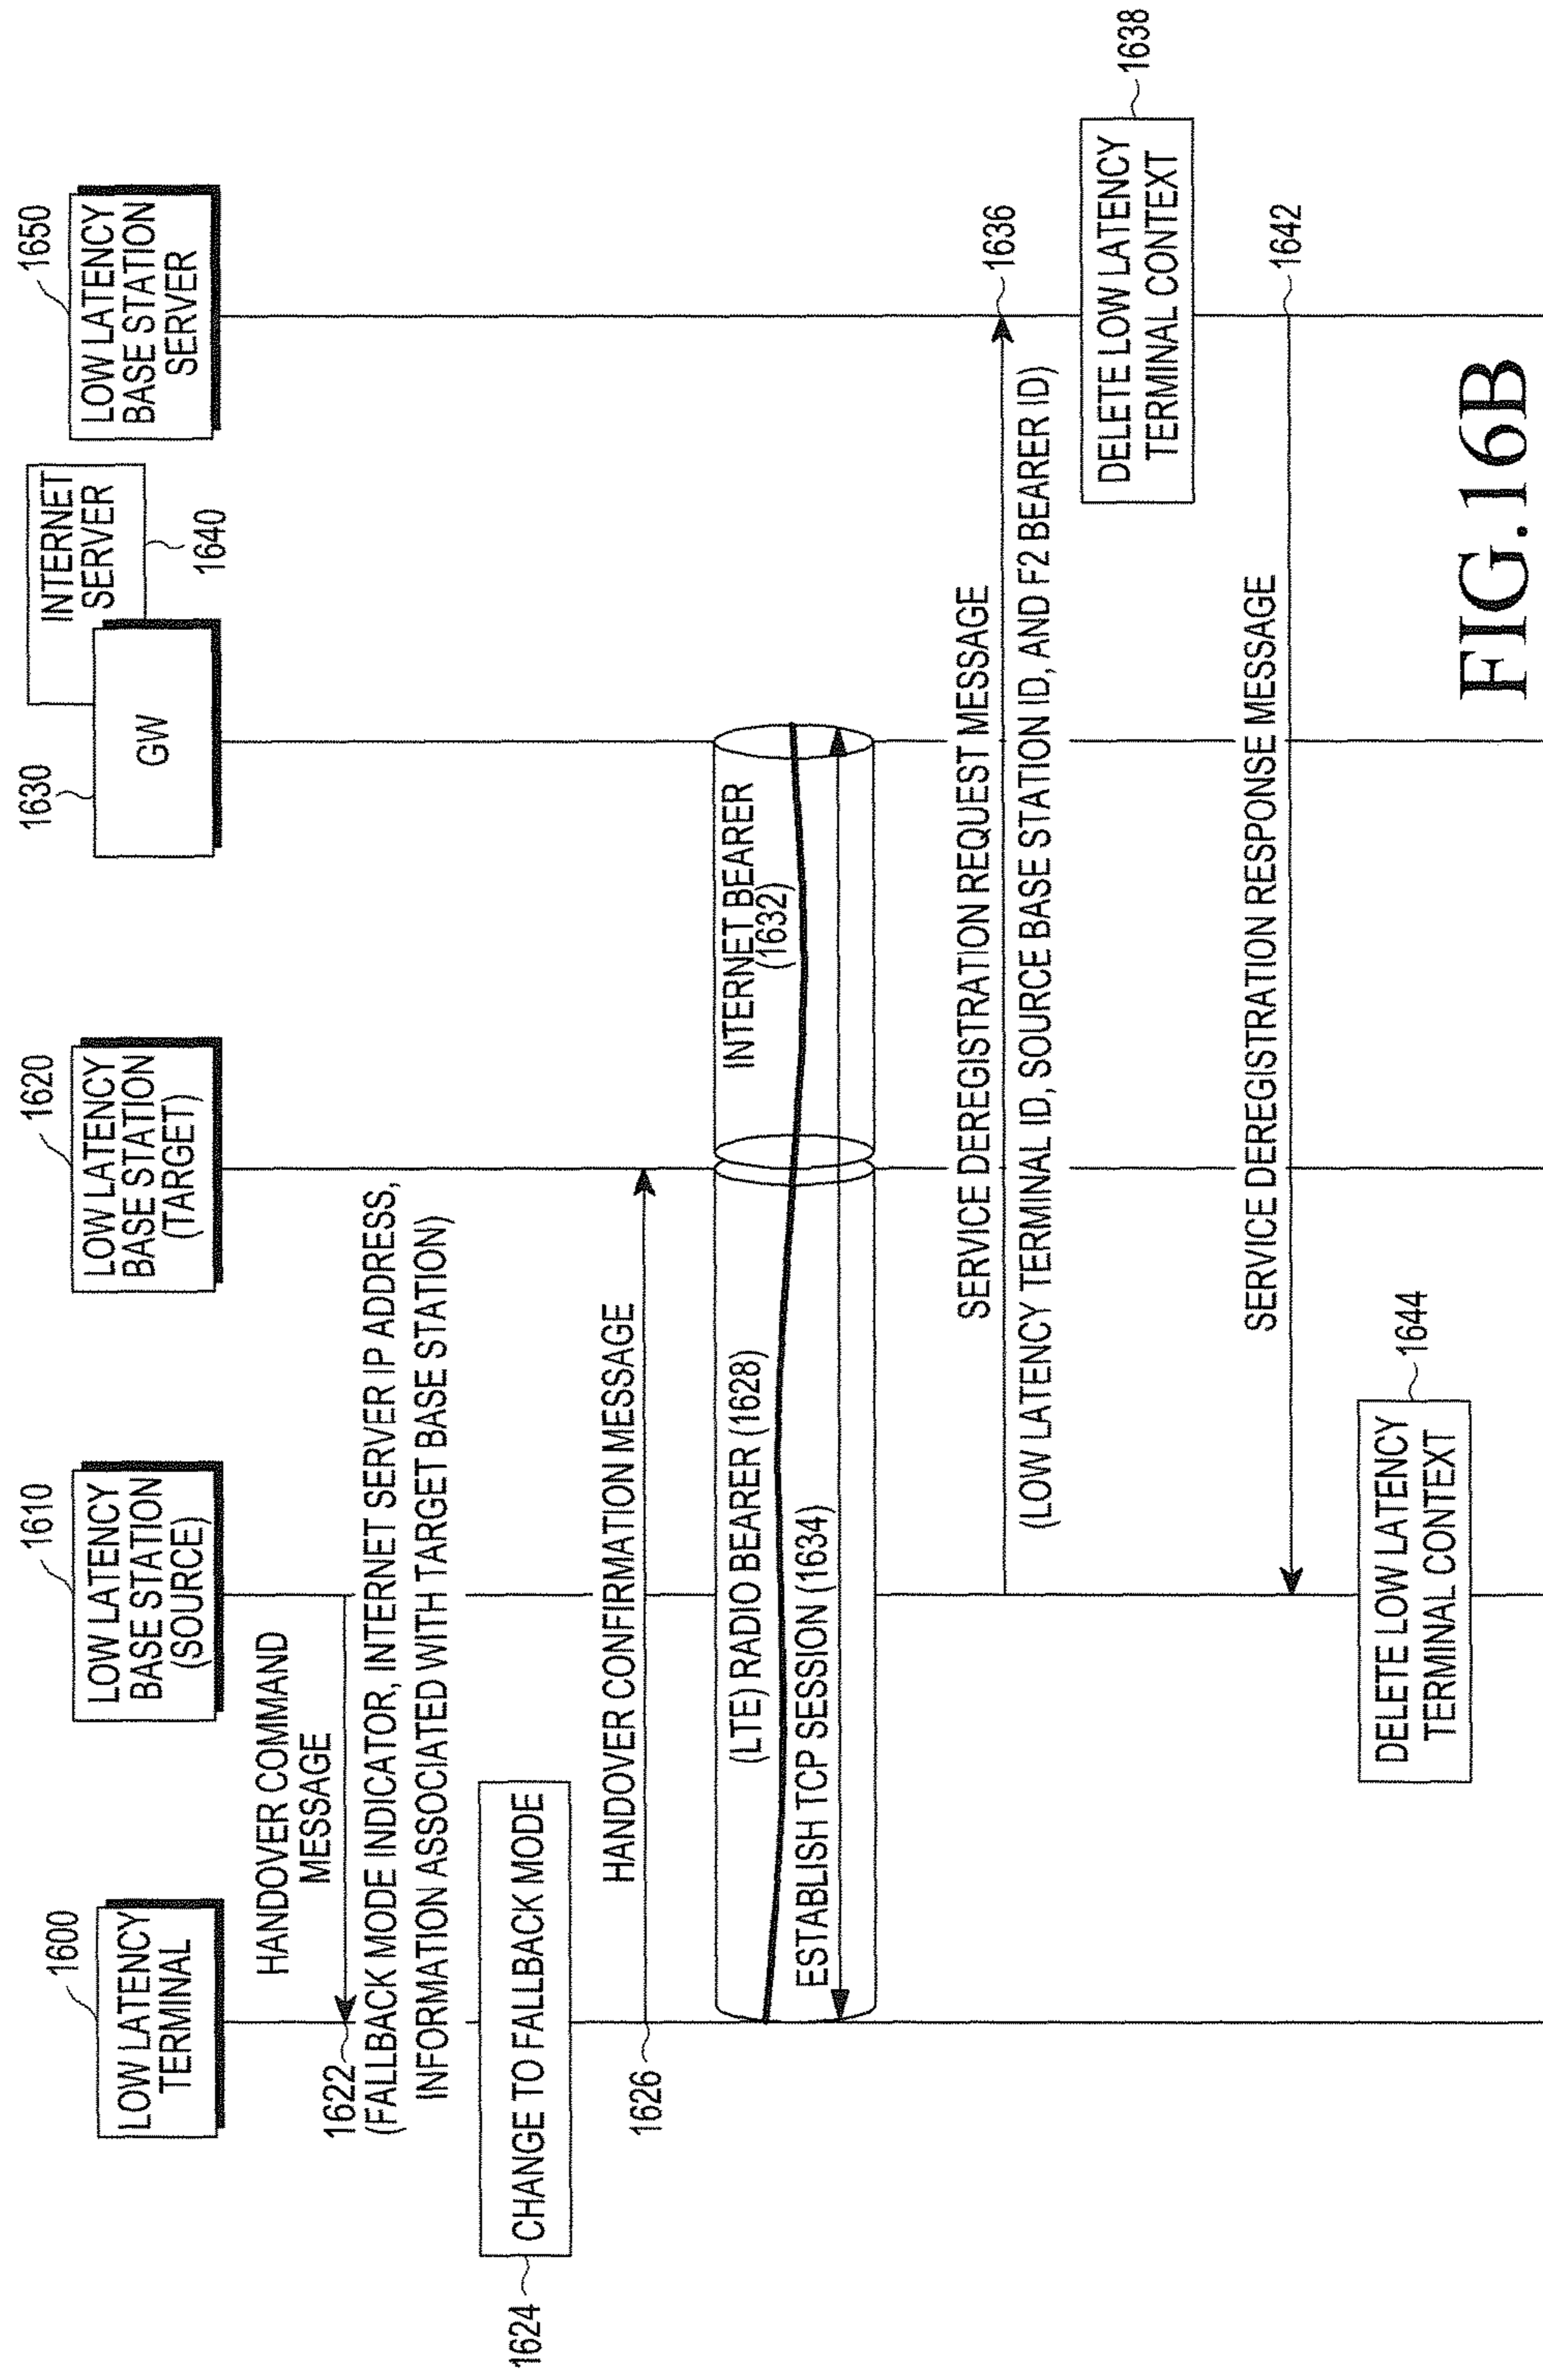 1600
LOW LATENCY
TERMINAL
1610
LOW LATENCY
BASE STATION
(SOURCE)
1620
LOW LATENCY
BASE STATION
(TARGET)
1630
GW
INTERNET
SERVER
1640
1650
LOW LATENCY
BASE STATION
SERVER
HANDOVER COMMAND
MESSAGE
1622
(FALLBACK MODE INDICATOR, INTERNET SERVER IP ADDRESS,
INFORMATION ASSOCIATED WITH TARGET BASE STATION)
1624
CHANGE TO FALLBACK MODE
HANDOVER CONFIRMATION MESSAGE
1626
(LTE) RADIO BEARER (1628)
INTERNET BEARER
(1632)
ESTABLISH TCP SESSION (1634)
SERVICE DEREGISTRATION REQUEST MESSAGE
1636
(LOW LATENCY TERMINAL ID, SOURCE BASE STATION ID, AND F2 BEARER ID)
DELETE LOW LATENCY
TERMINAL CONTEXT
1638
SERVICE DEREGISTRATION RESPONSE MESSAGE
1642
DELETE LOW LATENCY
TERMINAL CONTEXT
1644
FIG.16B